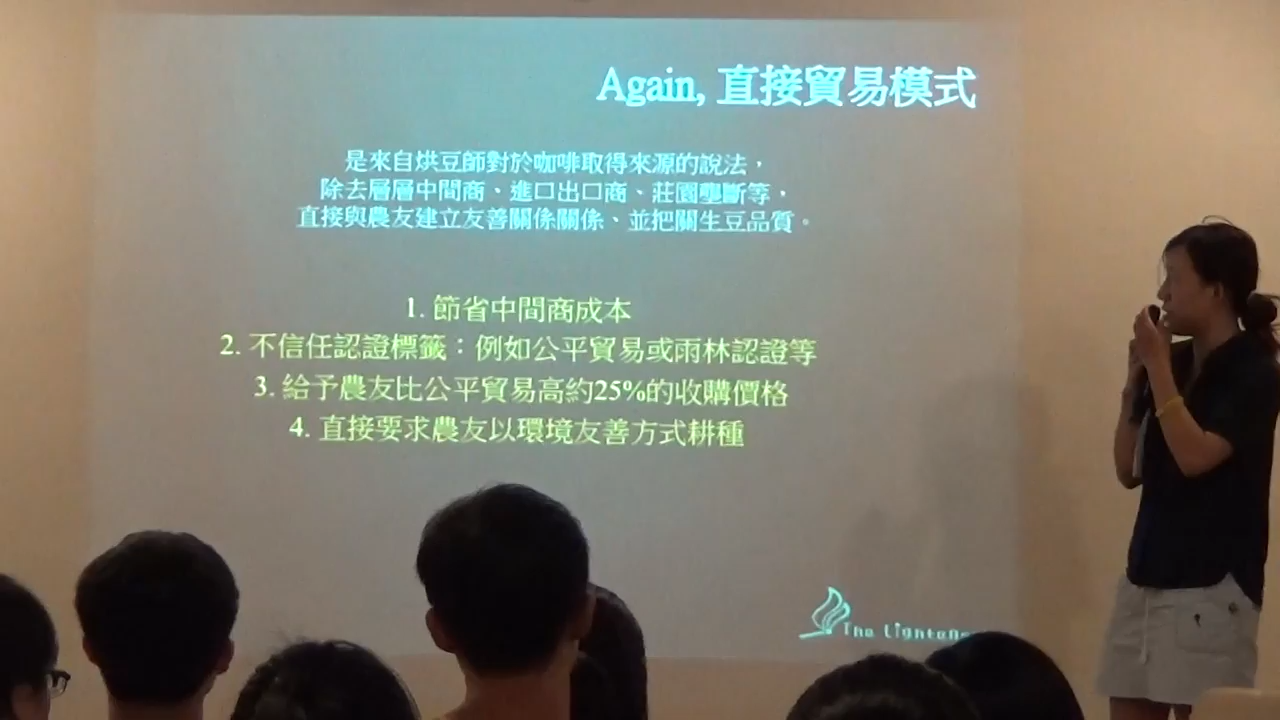 Again, 直接貿易模式
是來自烘豆師對於咖啡取得來源的說法，
除去層層中間商、進口出口商、莊園壟斷等，
直接與農友建立友善關係關係、並把關生豆品質。
1. 節省中間商成本
2. 不信任認證標籤：例如公平貿易或雨林認證等
3. 給予農友比公平貿易高約25%的收購價格
4. 直接要求農友以環境友善方式耕種
The